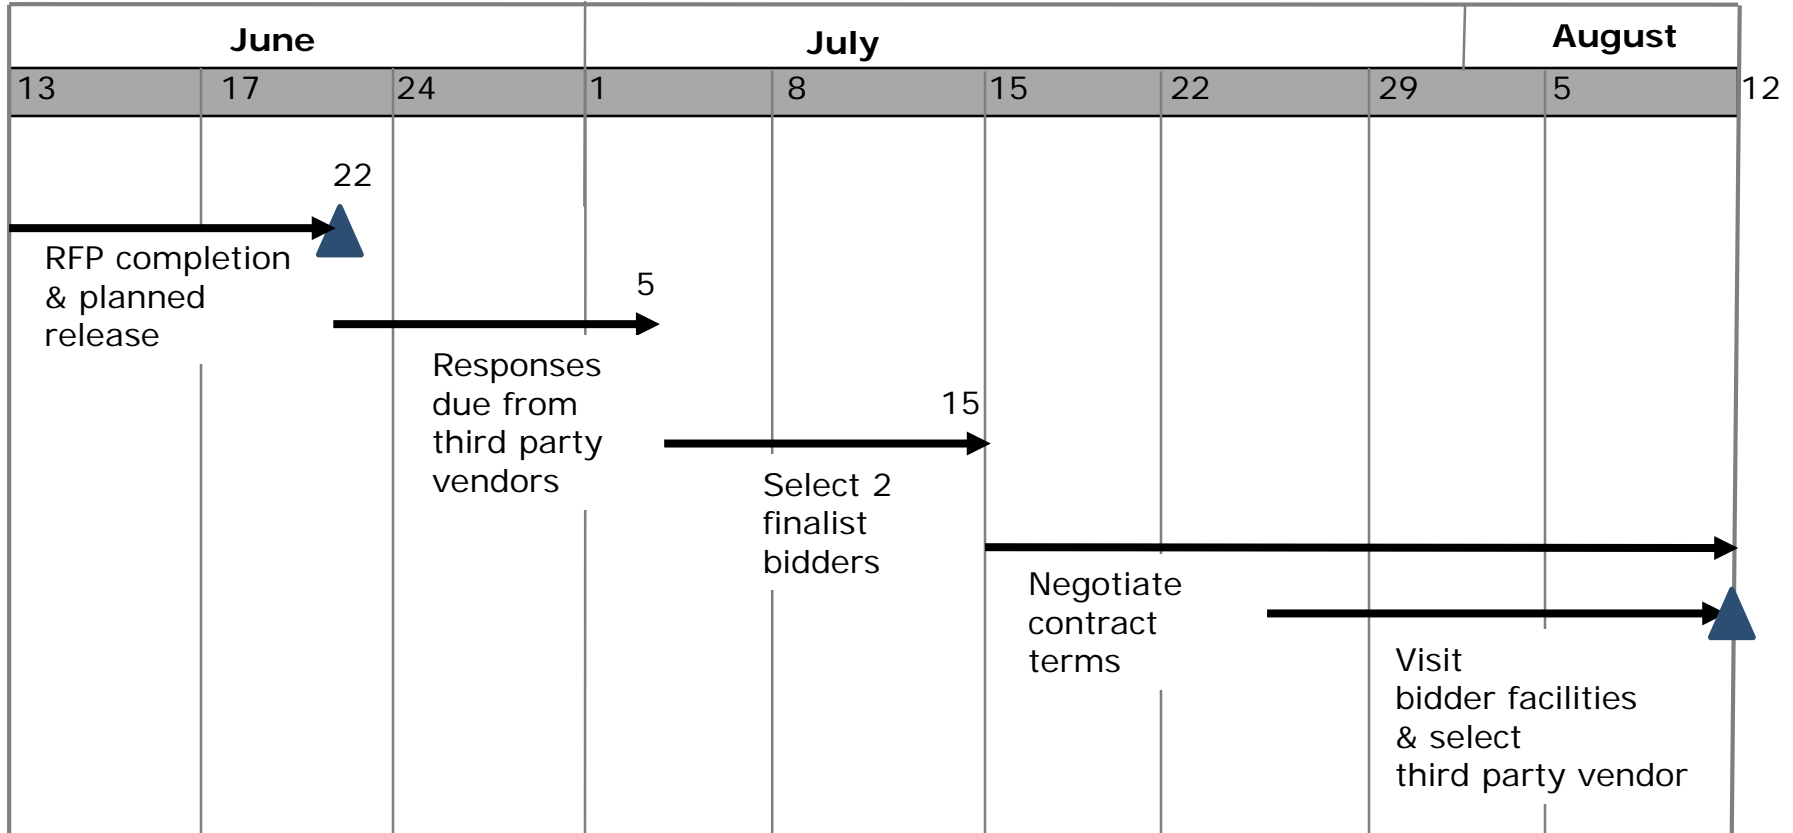 June July August
13 17 24 1 8 15 22 29 5 12
22
RFP completion
& planned
release
5
Responses
due from
third party
vendors
15
Select 2
finalist
bidders
Negotiate
contract
terms
Visit
bidder facilities
& select
third party vendor